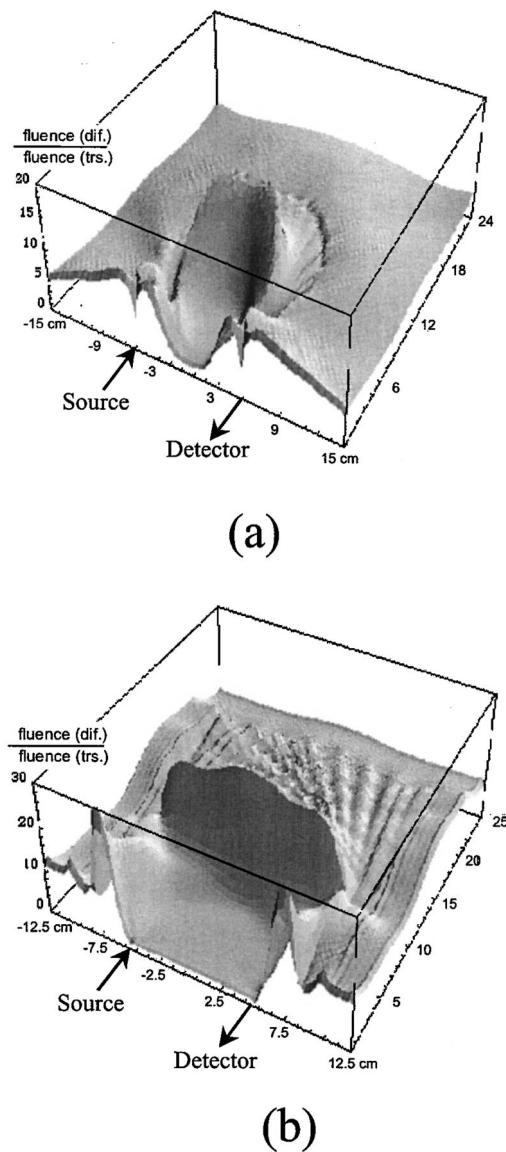 fluence (dif.)
fluence (trs.)
20
15
10
5
0
-15 cm
-9
-3
3
9
15 cm
6
12
18
24
Source
Detector
(a)
fluence (dif.)
fluence (trs.)
30
20
10
0
-12.5 cm
-7.5
-2.5
2.5
7.5
12.5 cm
5
10
15
20
25
Source
Detector
(b)